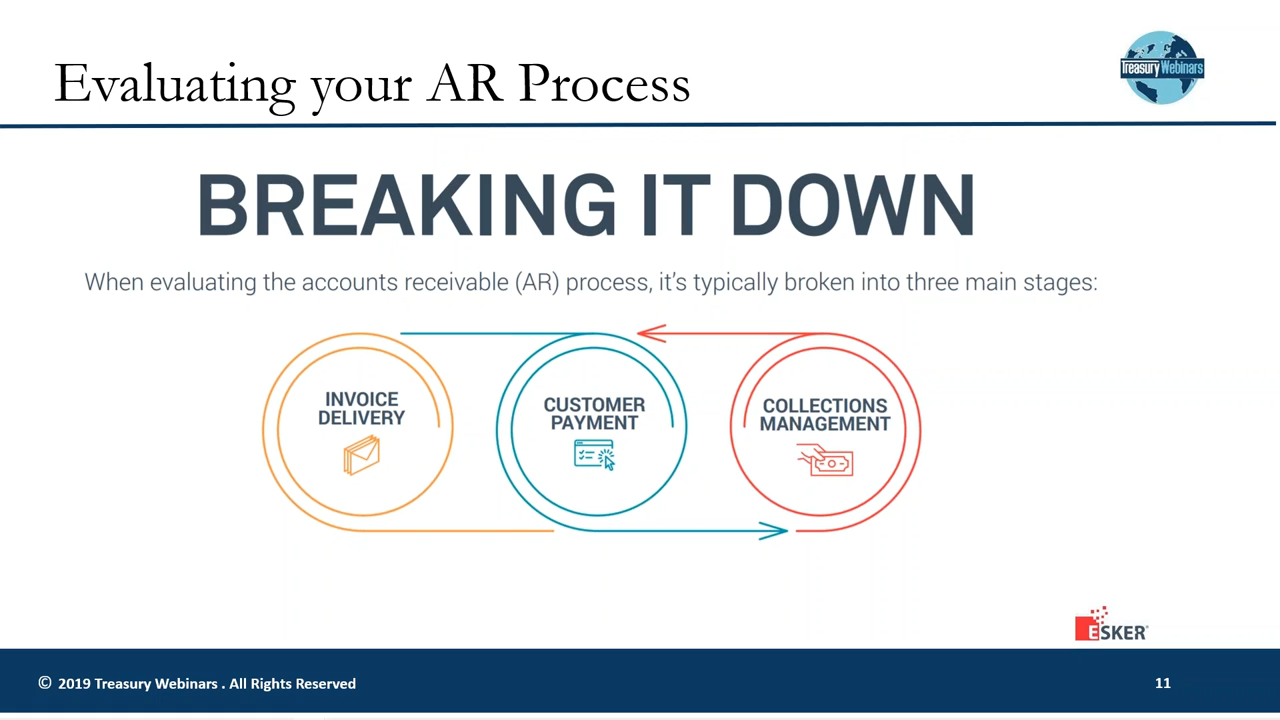 Evaluating your AR Process
Treasury Webinars
BREAKING IT DOWN
When evaluating the accounts receivable (AR) process, it’s typically broken into three main stages:
INVOICE
DELIVERY
CUSTOMER
PAYMENT
COLLECTIONS
MANAGEMENT
ESKER®
© 2019 Treasury Webinars . All Rights Reserved
11